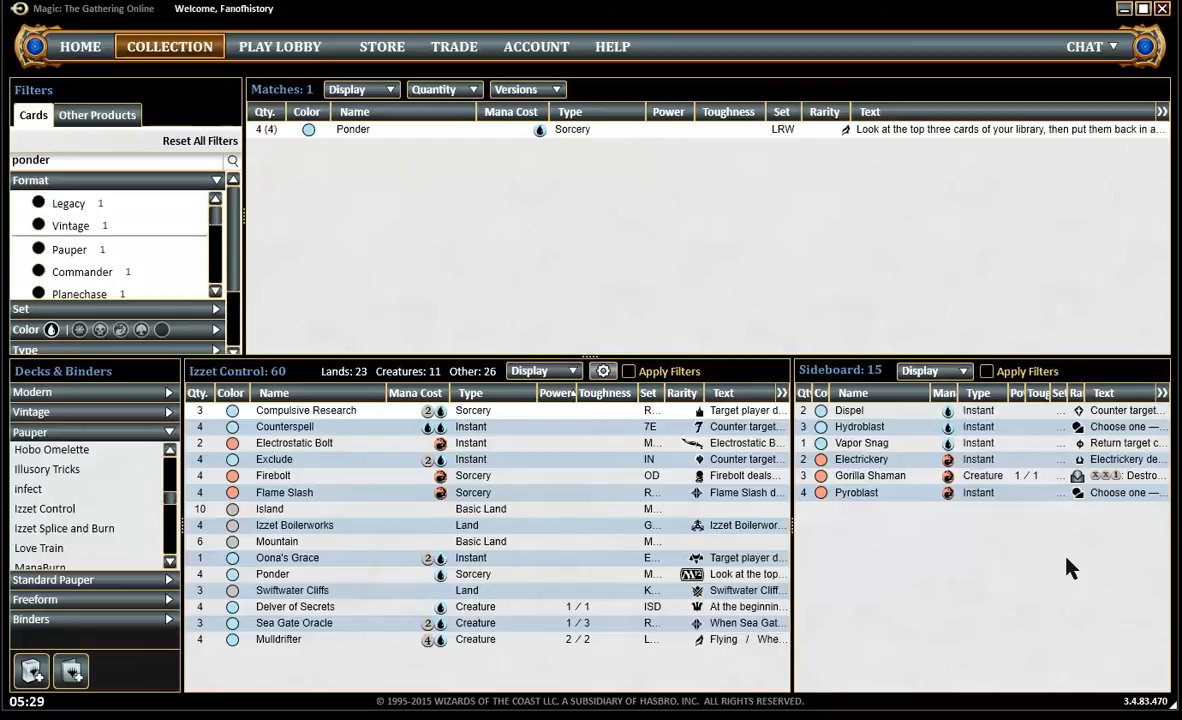 Magic: The Gathering Online Welcome, Fanofhistory
HOME COLLECTION PLAY LOBBY STORE TRADE ACCOUNT HELP CHAT
Filters
Cards Other Products
Reset All Filters
ponder
Format
Legacy 1
Vintage 1
Pauper 1
Commander 1
Planechase 1
Set
Color
Type
Matches: 1 Display Quantity Versions
Qty. Color Name Mana Cost Type Power Toughness Set Rarity Text
4 (4) Ponder Sorcery LRW Look at the top three cards of your library, then put them back in a...
Decks & Binders
Modern
Vintage
Pauper
Hobo Omelette
Illusory Tricks
infect
Izzet Control
Izzet Splice and Burn
Love Train
ManaBurn
Standard Pauper
Freeform
Binders
Izzet Control: 60 Lands: 23 Creatures: 11 Other: 26 Display Apply Filters
Qty. Color Name Mana Cost Type Power Toughness Set Rarity Text
3 Compulsive Research 2 Sorcery R... Target player d...
4 Counterspell Instant 7E Counter target...
2 Electrostatic Bolt Instant M... Electrostatic B...
4 Exclude 2 Instant IN Counter target...
4 Firebolt Sorcery OD Firebolt deals...
4 Flame Slash Sorcery R... Flame Slash d...
10 Island Basic Land M...
4 Izzet Boilerworks Land G... Izzet Boilerwor...
6 Mountain Basic Land M...
1 Oona's Grace 2 Instant E... Target player d...
4 Ponder Sorcery M... Look at the top...
3 Swiftwater Cliffs Land K... Swiftwater Cliff...
4 Delver of Secrets Creature 1 / 1 ISD At the beginnin...
3 Sea Gate Oracle 2 Creature 1 / 3 R... When Sea Gat...
4 Mulldrifter 4 Creature 2 / 2 L... Flying / Whe...
Sideboard: 15 Display Apply Filters
Qt Co Name Man Type Po Toug Set Ra Text
2 Dispel Instant ... Counter target...
3 Hydroblast Instant ... Choose one —...
1 Vapor Snag Instant ... Return target c...
2 Electrickery Instant ... Electrickery de...
3 Gorilla Shaman Creature 1 / 1 ... XX1: Destro...
4 Pyroblast Instant ... Choose one —...
05:29 © 1995-2015 WIZARDS OF THE COAST LLC. A SUBSIDIARY OF HASBRO, INC. ALL RIGHTS RESERVED. 3.4.83.470